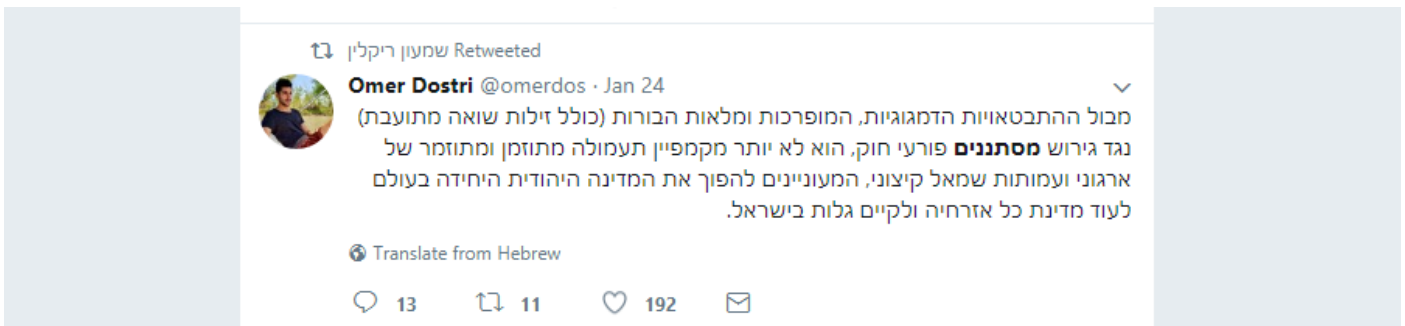 שמעון ריקלין Retweeted
Omer Dostri @omerdos · Jan 24
מבול ההתבטאויות הדמגוגיות, המופרכות ומלאות הבורות (כולל זילות שואה מתועבת)
נגד גירוש מסתננים פורעי חוק, הוא לא יותר מקמפיין תעמולה מתוזמן ומתוזמר של
ארגוני ועמותות שמאל קיצוני, המעוניינים להפוך את המדינה היהודית היחידה בעולם
לעוד מדינת כל אזרחיה ולקיים גלות בישראל.
Translate from Hebrew
13 11 192